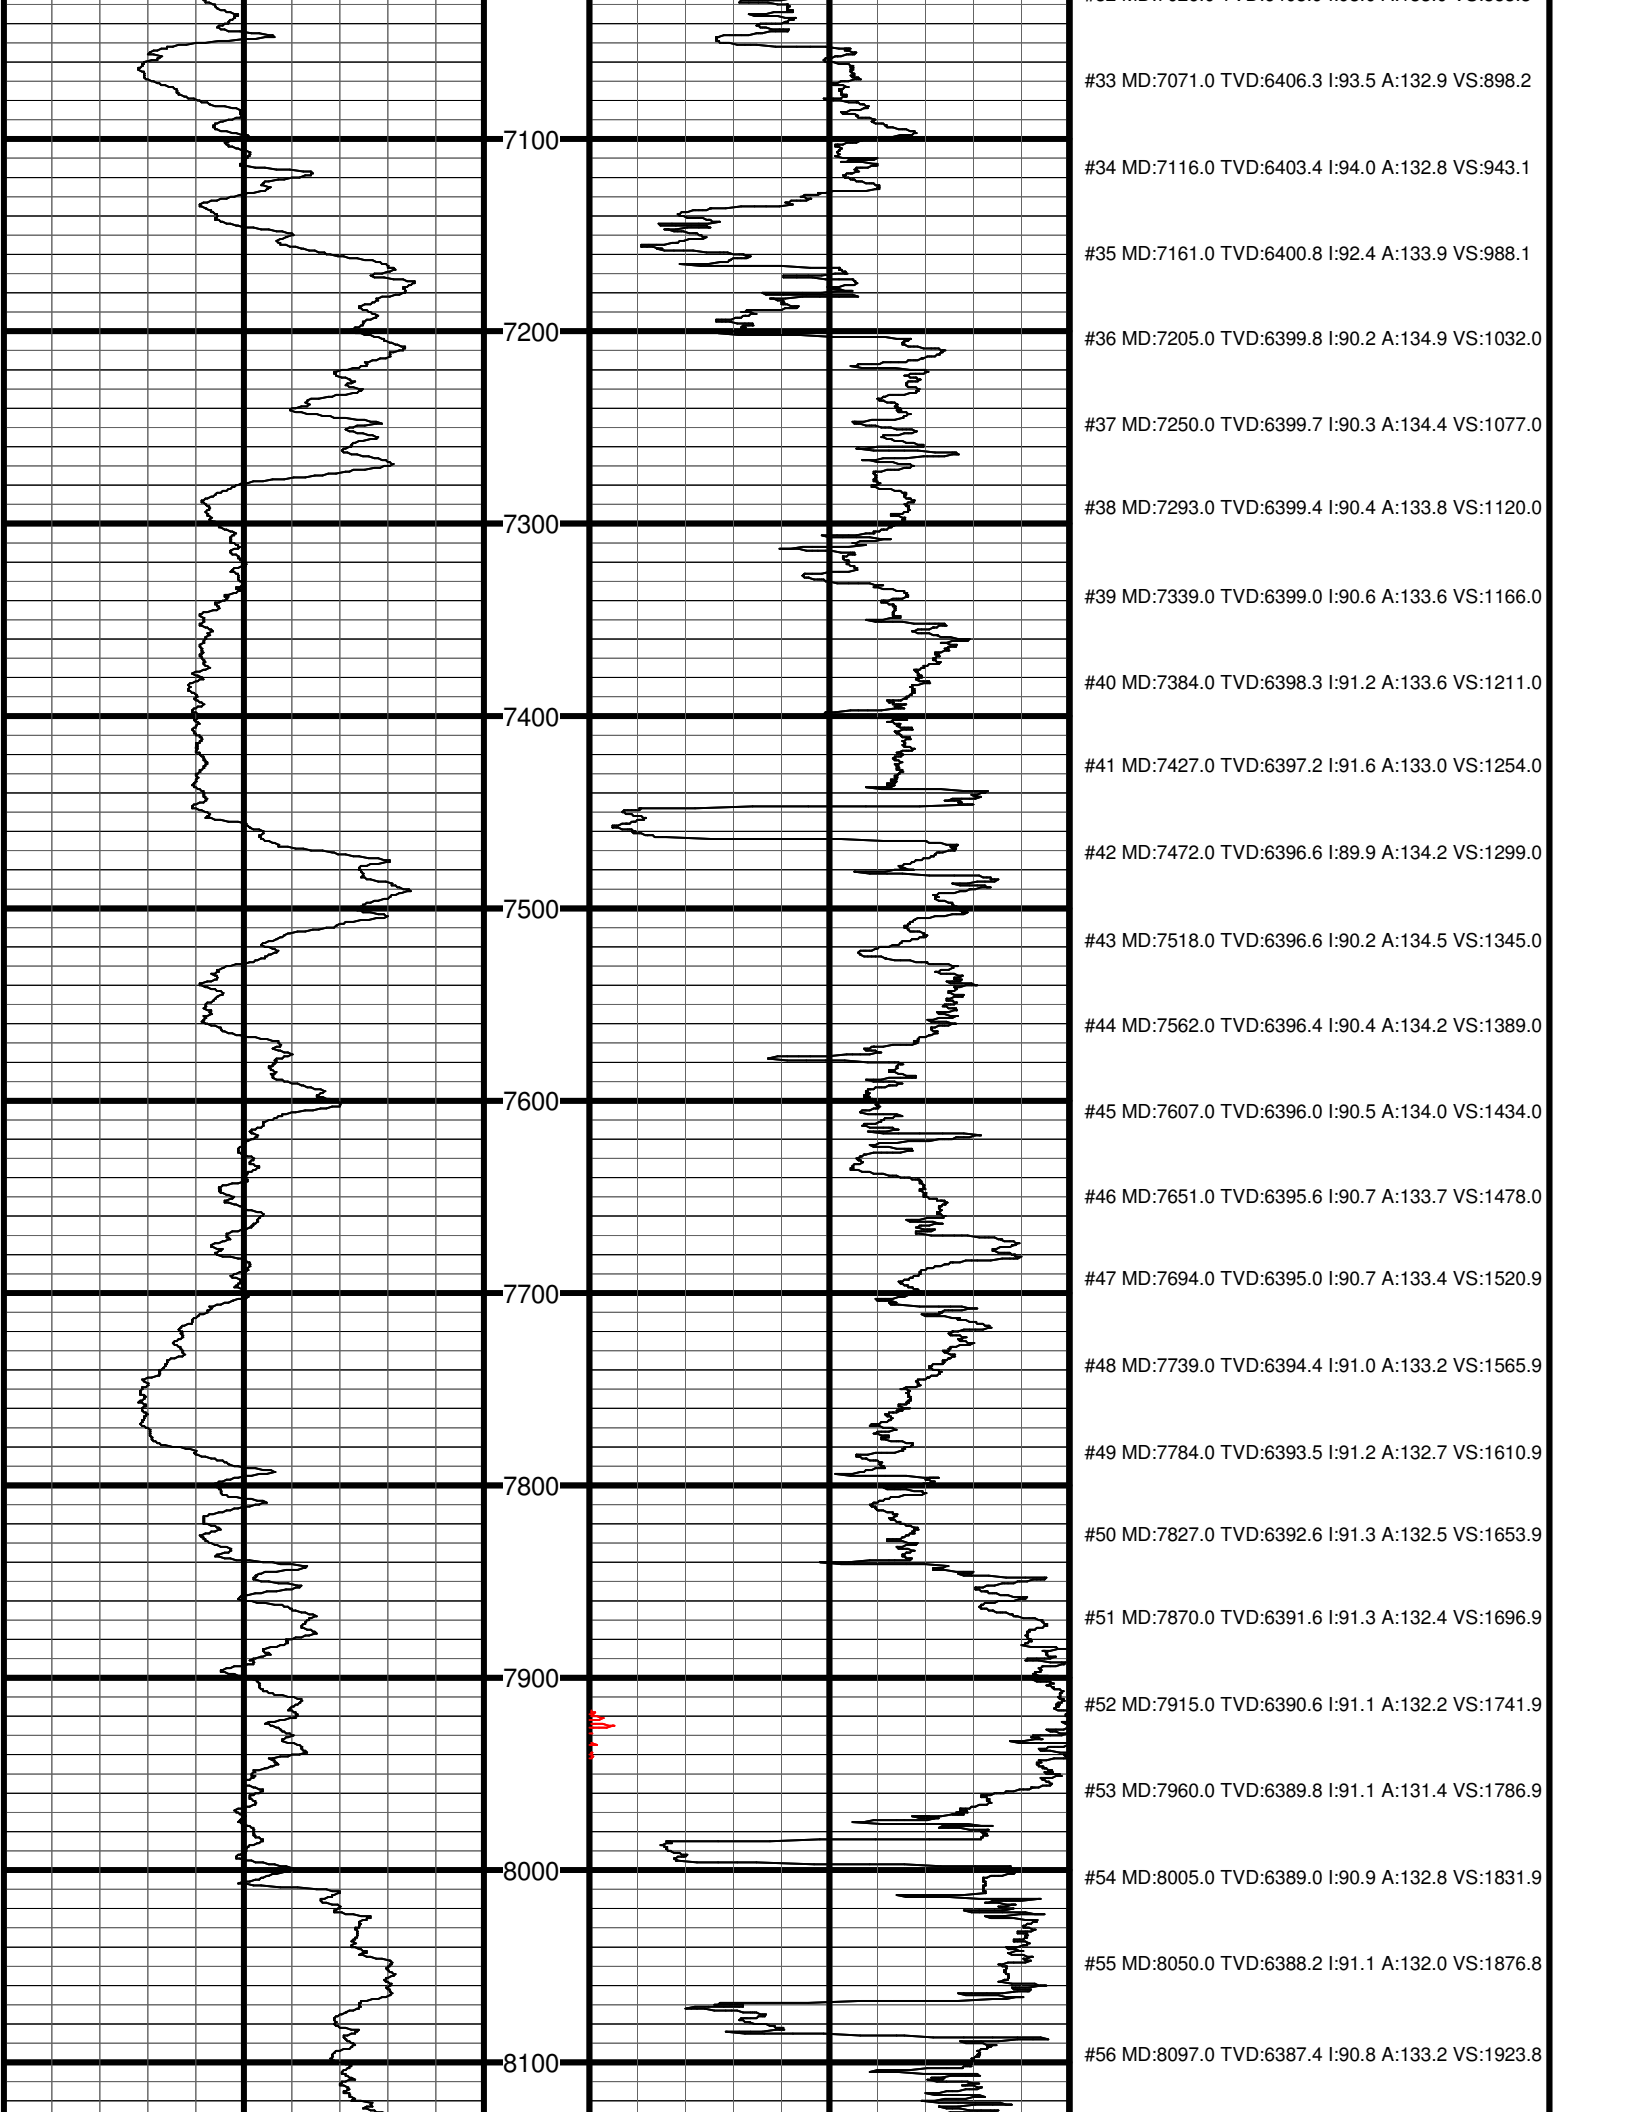 #33 MD:7071.0 TVD:6406.3 I:93.5 A:132.9 VS:898.2
7100
#34 MD:7116.0 TVD:6403.4 I:94.0 A:132.8 VS:943.1
#35 MD:7161.0 TVD:6400.8 I:92.4 A:133.9 VS:988.1
7200
#36 MD:7205.0 TVD:6399.8 I:90.2 A:134.9 VS:1032.0
#37 MD:7250.0 TVD:6399.7 I:90.3 A:134.4 VS:1077.0
#38 MD:7293.0 TVD:6399.4 I:90.4 A:133.8 VS:1120.0
7300
#39 MD:7339.0 TVD:6399.0 I:90.6 A:133.6 VS:1166.0
#40 MD:7384.0 TVD:6398.3 I:91.2 A:133.6 VS:1211.0
7400
#41 MD:7427.0 TVD:6397.2 I:91.6 A:133.0 VS:1254.0
#42 MD:7472.0 TVD:6396.6 I:89.9 A:134.2 VS:1299.0
7500
#43 MD:7518.0 TVD:6396.6 I:90.2 A:134.5 VS:1345.0
#44 MD:7562.0 TVD:6396.4 I:90.4 A:134.2 VS:1389.0
7600
#45 MD:7607.0 TVD:6396.0 I:90.5 A:134.0 VS:1434.0
#46 MD:7651.0 TVD:6395.6 I:90.7 A:133.7 VS:1478.0
#47 MD:7694.0 TVD:6395.0 I:90.7 A:133.4 VS:1520.9
7700
#48 MD:7739.0 TVD:6394.4 I:91.0 A:133.2 VS:1565.9
#49 MD:7784.0 TVD:6393.5 I:91.2 A:132.7 VS:1610.9
7800
#50 MD:7827.0 TVD:6392.6 I:91.3 A:132.5 VS:1653.9
#51 MD:7870.0 TVD:6391.6 I:91.3 A:132.4 VS:1696.9
7900
#52 MD:7915.0 TVD:6390.6 I:91.1 A:132.2 VS:1741.9
#53 MD:7960.0 TVD:6389.8 I:91.1 A:131.4 VS:1786.9
8000
#54 MD:8005.0 TVD:6389.0 I:90.9 A:132.8 VS:1831.9
#55 MD:8050.0 TVD:6388.2 I:91.1 A:132.0 VS:1876.8
#56 MD:8097.0 TVD:6387.4 I:90.8 A:133.2 VS:1923.8
8100